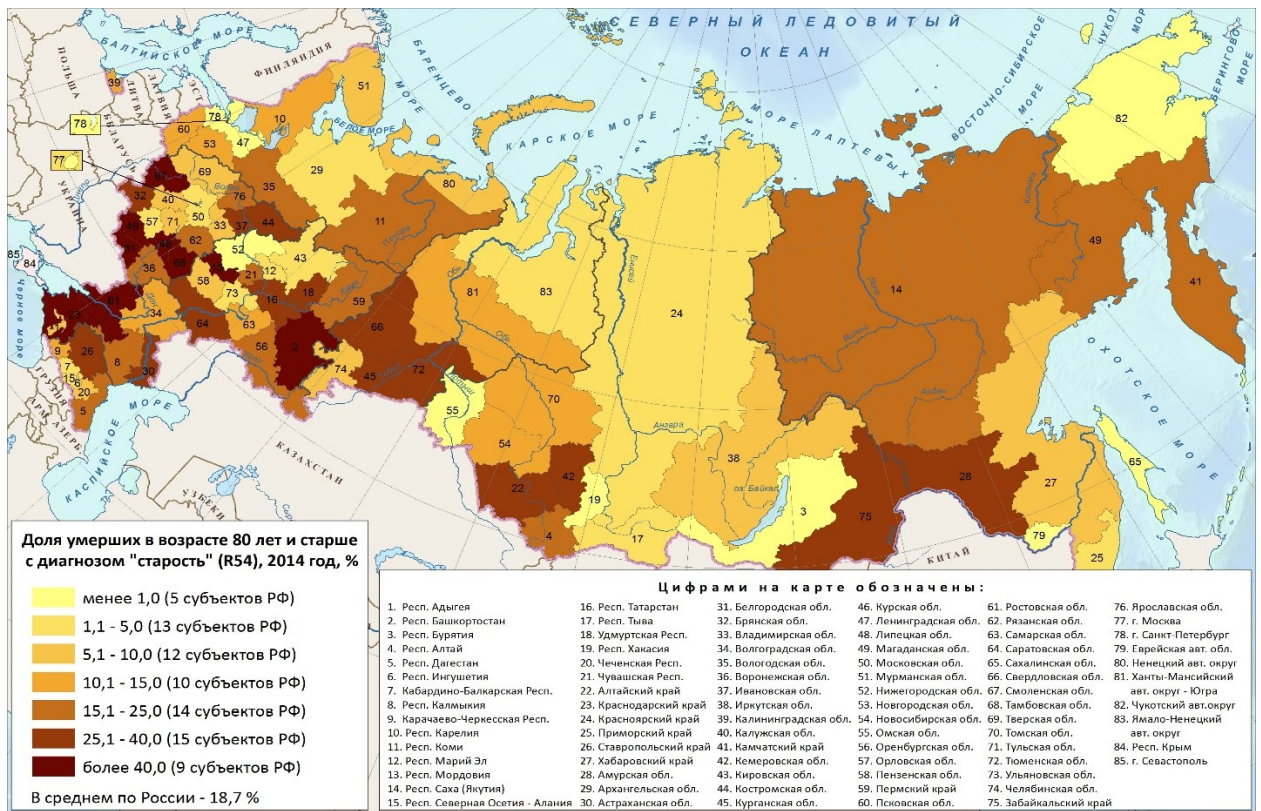 СЕВЕРНЫЙ ЛЕДОВИТЫЙ
ОКЕАН
БАЛТИЙСКОЕ МОРЕ
ФИНЛЯНДИЯ
ПОЛЬША
ЛИТВА
ЛАТВИЯ
БЕЛАРУСЬ
УКРАИНА
БАРЕНЦЕВО
МОРЕ
БЕЛОЕ МОРЕ
КАРСКОЕ МОРЕ
МОРЕ ЛАПТЕВЫХ
ВОСТОЧНО-СИБИРСКОЕ
МОРЕ
БЕРИНГОВО
МОРЕ
ОХОТСКОЕ МОРЕ
Черное море
КАСПИЙСКОЕ МОРЕ
ГРУЗИЯ
КАЗАХСТАН
КИТАЙ
Печора
Кама
Обь
Енисей
Ангара
оз. Байкал
Лена
Вилюй
Алдан
Колыма
Доля умерших в возрасте 80 лет и старше
с диагнозом "старость" (R54), 2014 год, %
менее 1,0 (5 субъектов РФ)
1,1 - 5,0 (13 субъектов РФ)
5,1 - 10,0 (12 субъектов РФ)
10,1 - 15,0 (10 субъектов РФ)
15,1 - 25,0 (14 субъектов РФ)
25,1 - 40,0 (15 субъектов РФ)
более 40,0 (9 субъектов РФ)
В среднем по России - 18,7 %
Цифрами на карте обозначены:
1. Респ. Адыгея
2. Респ. Башкортостан
3. Респ. Бурятия
4. Респ. Алтай
5. Респ. Дагестан
6. Респ. Ингушетия
7. Кабардино-Балкарская Респ.
8. Респ. Калмыкия
9. Карачаево-Черкесская Респ.
10. Респ. Карелия
11. Респ. Коми
12. Респ. Марий Эл
13. Респ. Мордовия
14. Респ. Саха (Якутия)
15. Респ. Северная Осетия - Алания
16. Респ. Татарстан
17. Респ. Тыва
18. Удмуртская Респ.
19. Респ. Хакасия
20. Чеченская Респ.
21. Чувашская Респ.
22. Алтайский край
23. Краснодарский край
24. Красноярский край
25. Приморский край
26. Ставропольский край
27. Хабаровский край
28. Амурская обл.
29. Архангельская обл.
30. Астраханская обл.
31. Белгородская обл.
32. Брянская обл.
33. Владимирская обл.
34. Волгоградская обл.
35. Вологодская обл.
36. Воронежская обл.
37. Ивановская обл.
38. Иркутская обл.
39. Калининградская обл.
40. Калужская обл.
41. Камчатский край
42. Кемеровская обл.
43. Кировская обл.
44. Костромская обл.
45. Курганская обл.
46. Курская обл.
47. Ленинградская обл.
48. Липецкая обл.
49. Магаданская обл.
50. Московская обл.
51. Мурманская обл.
52. Нижегородская обл.
53. Новгородская обл.
54. Новосибирская обл.
55. Омская обл.
56. Оренбургская обл.
57. Орловская обл.
58. Пензенская обл.
59. Пермский край
60. Псковская обл.
61. Ростовская обл.
62. Рязанская обл.
63. Самарская обл.
64. Саратовская обл.
65. Сахалинская обл.
66. Свердловская обл.
67. Смоленская обл.
68. Тамбовская обл.
69. Тверская обл.
70. Томская обл.
71. Тульская обл.
72. Тюменская обл.
73. Ульяновская обл.
74. Челябинская обл.
75. Забайкальский край
76. Ярославская обл.
77. г. Москва
78. г. Санкт-Петербург
79. Еврейская авт. обл.
80. Ненецкий авт. округ
81. Ханты-Мансийский
авт. округ - Югра
82. Чукотский авт.округ
83. Ямало-Ненецкий
авт. округ
84. Респ. Крым
85. г. Севастополь